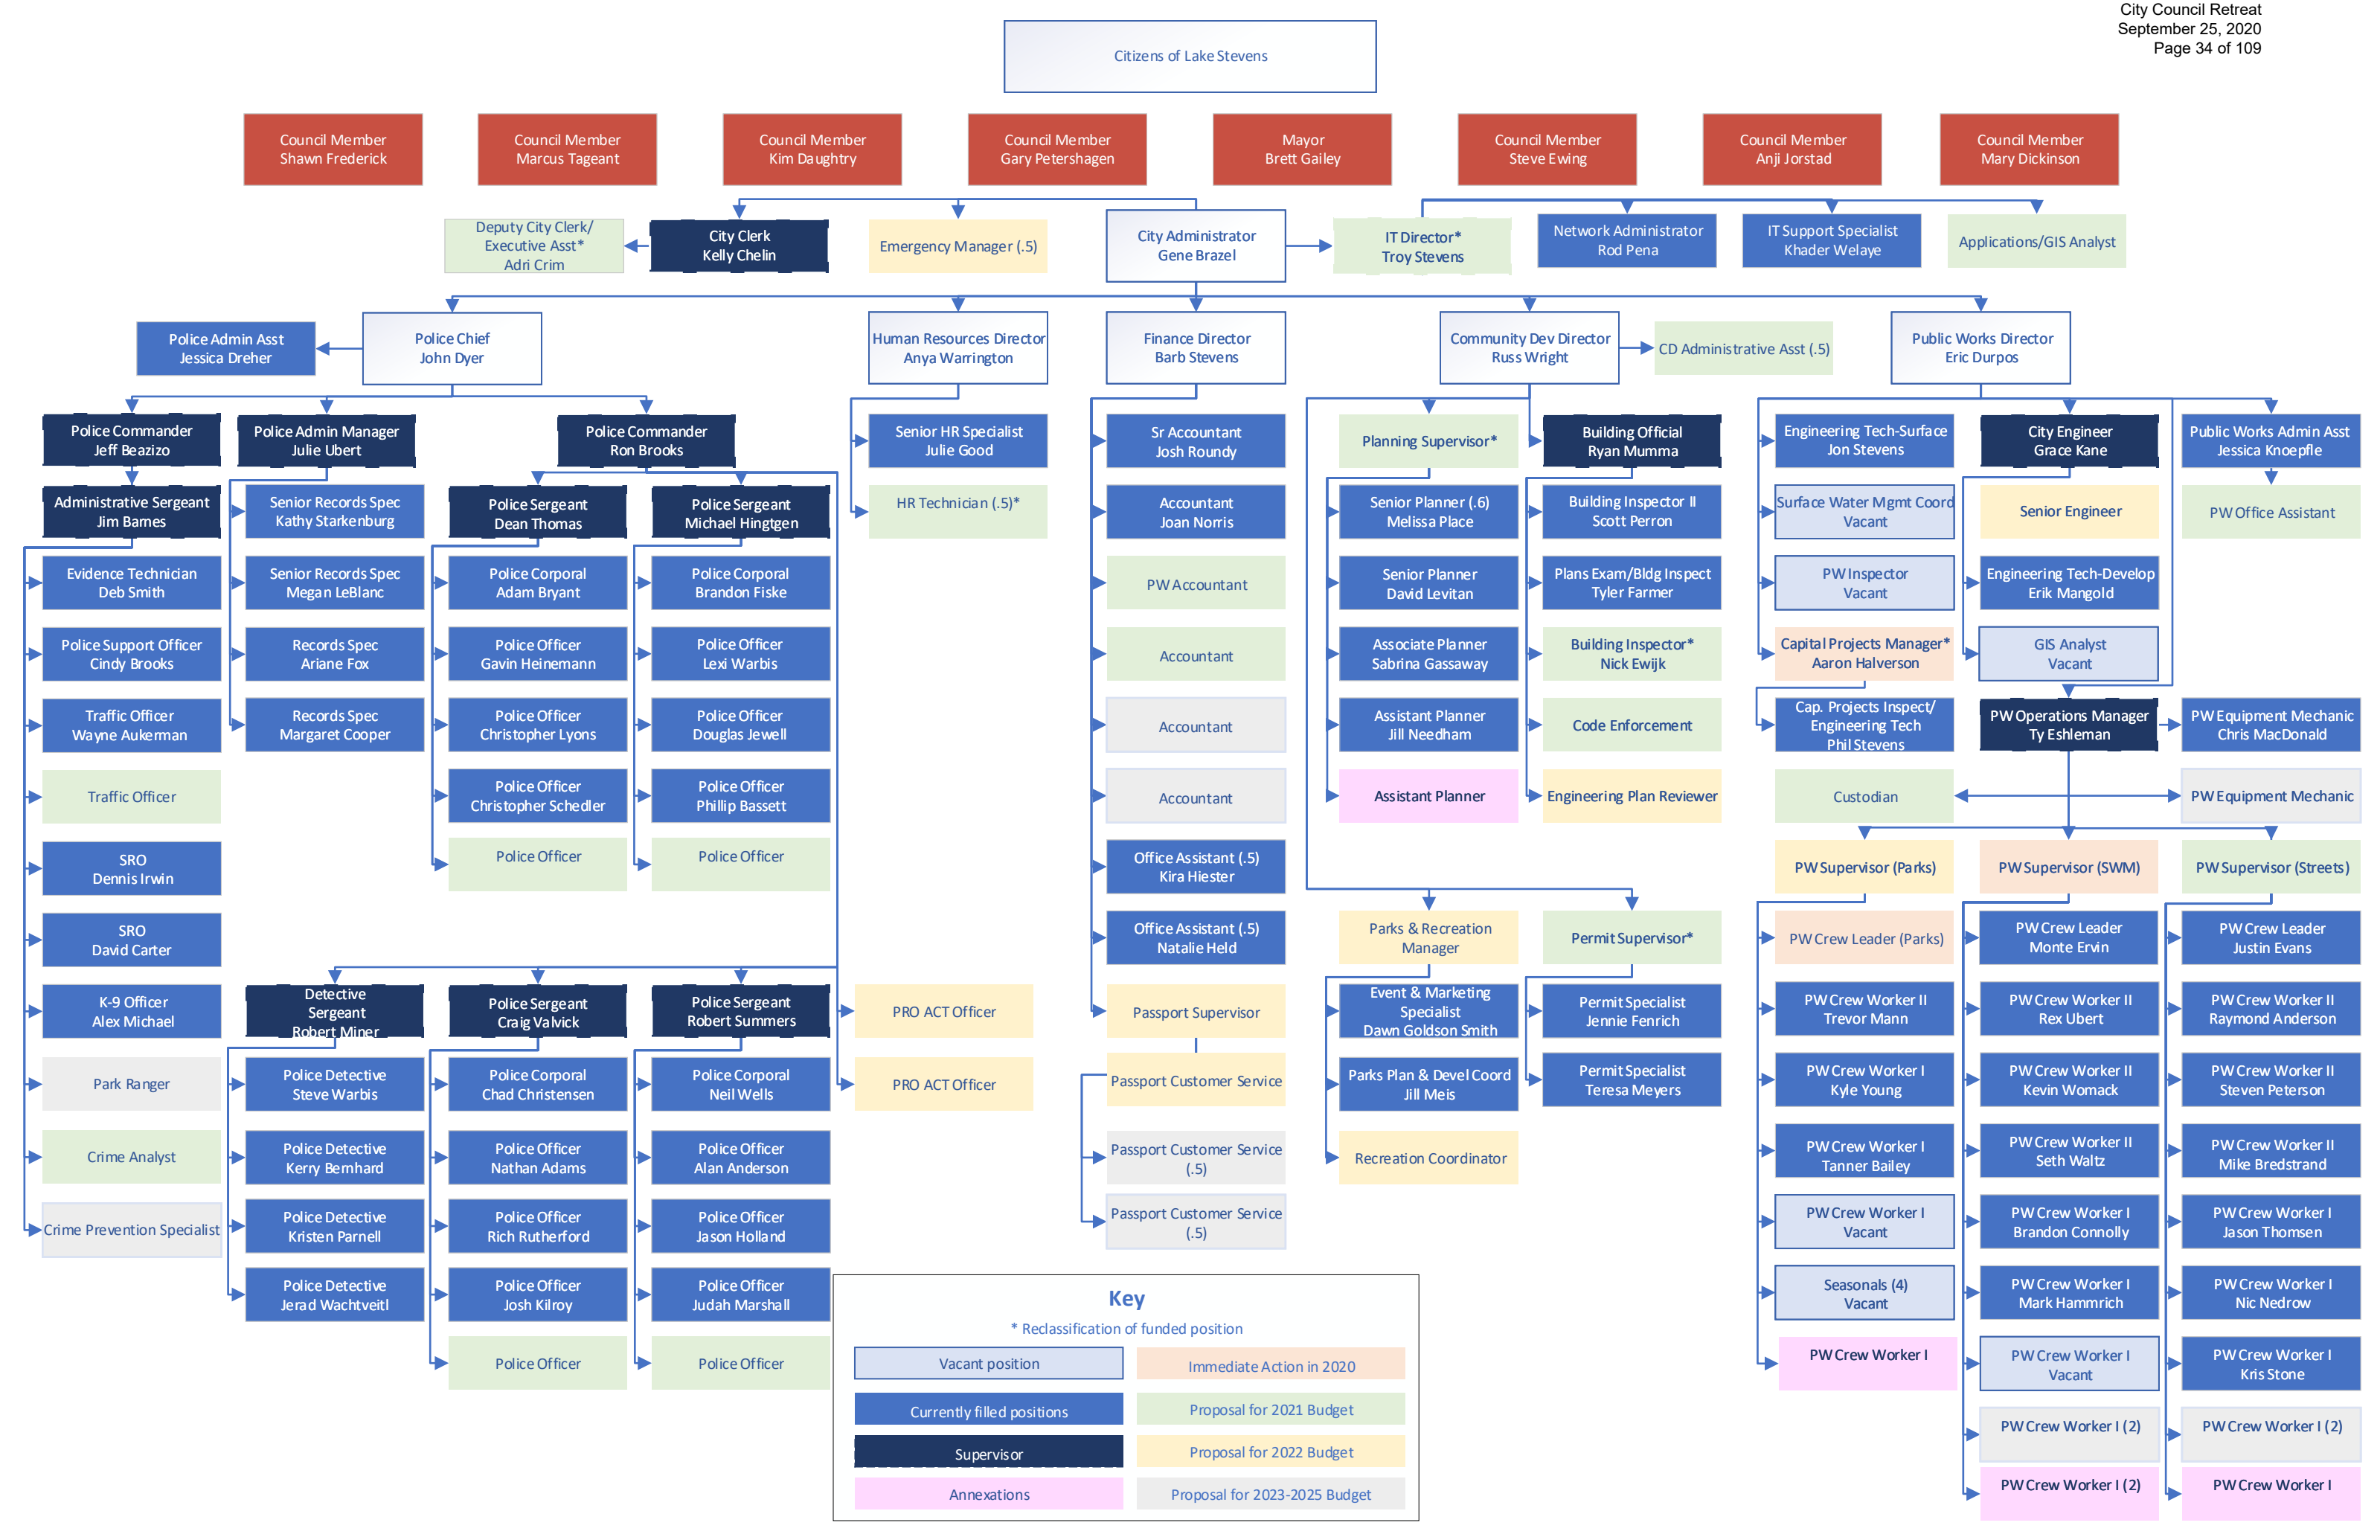 City Council Retreat
September 25, 2020
Page 34 of 109
Citizens of Lake Stevens
Council Member
Shawn Frederick
Council Member
Marcus Tageant
Council Member
Kim Daughtry
Council Member
Gary Petershagen
Mayor
Brett Gailey
Council Member
Steve Ewing
Council Member
Anji Jorstad
Council Member
Mary Dickinson
Deputy City Clerk/
Executive Asst*
Adri Crim
City Clerk
Kelly Chelin
Emergency Manager (.5)
City Administrator
Gene Brazel
IT Director*
Troy Stevens
Network Administrator
Rod Pena
IT Support Specialist
Khader Welaye
Applications/GIS Analyst
Police Admin Asst
Jessica Dreher
Police Chief
John Dyer
Human Resources Director
Anya Warrington
Finance Director
Barb Stevens
Community Dev Director
Russ Wright
CD Administrative Asst (.5)
Public Works Director
Eric Durpos
Police Commander
Jeff Beazizo
Administrative Sergeant
Jim Barnes
Evidence Technician
Deb Smith
Police Support Officer
Cindy Brooks
Traffic Officer
Wayne Aukerman
Traffic Officer
SRO
Dennis Irwin
SRO
David Carter
K-9 Officer
Alex Michael
Park Ranger
Crime Analyst
Crime Prevention Specialist
Police Admin Manager
Julie Ubert
Senior Records Spec
Kathy Starkenburg
Senior Records Spec
Megan LeBlanc
Records Spec
Ariane Fox
Records Spec
Margaret Cooper
Police Commander
Ron Brooks
Police Sergeant
Dean Thomas
Police Corporal
Adam Bryant
Police Officer
Gavin Heinemann
Police Officer
Christopher Lyons
Police Officer
Christopher Schedler
Police Officer
Police Sergeant
Michael Hingtgen
Police Corporal
Brandon Fiske
Police Officer
Lexi Warbis
Police Officer
Douglas Jewell
Police Officer
Phillip Bassett
Police Officer
Detective
Sergeant
Robert Miner
Police Detective
Steve Warbis
Police Detective
Kerry Bernhard
Police Detective
Kristen Parnell
Police Detective
Jerad Wachtveitl
Police Sergeant
Craig Valvick
Police Corporal
Chad Christensen
Police Officer
Nathan Adams
Police Officer
Rich Rutherford
Police Officer
Josh Kilroy
Police Officer
Police Sergeant
Robert Summers
Police Corporal
Neil Wells
Police Officer
Alan Anderson
Police Officer
Jason Holland
Police Officer
Judah Marshall
Police Officer
PRO ACT Officer
PRO ACT Officer
Senior HR Specialist
Julie Good
HR Technician (.5)*
Sr Accountant
Josh Roundy
Accountant
Joan Norris
PW Accountant
Accountant
Accountant
Accountant
Office Assistant (.5)
Kira Hiester
Office Assistant (.5)
Natalie Held
Passport Supervisor
Passport Customer Service
Passport Customer Service
(.5)
Passport Customer Service
(.5)
Planning Supervisor*
Senior Planner (.6)
Melissa Place
Senior Planner
David Levitan
Associate Planner
Sabrina Gassaway
Assistant Planner
Jill Needham
Assistant Planner
Building Official
Ryan Mumma
Building Inspector II
Scott Perron
Plans Exam/Bldg Inspect
Tyler Farmer
Building Inspector*
Nick Ewijk
Code Enforcement
Engineering Plan Reviewer
Parks & Recreation
Manager
Event & Marketing
Specialist
Dawn Goldson Smith
Parks Plan & Devel Coord
Jill Meis
Recreation Coordinator
Permit Supervisor*
Permit Specialist
Jennie Fenrich
Permit Specialist
Teresa Meyers
Engineering Tech-Surface
Jon Stevens
Surface Water Mgmt Coord
Vacant
PW Inspector
Vacant
Capital Projects Manager*
Aaron Halverson
Cap. Projects Inspect/
Engineering Tech
Phil Stevens
City Engineer
Grace Kane
Senior Engineer
Engineering Tech-Develop
Erik Mangold
GIS Analyst
Vacant
Public Works Admin Asst
Jessica Knoepfle
PW Office Assistant
PW Operations Manager
Ty Eshleman
PW Equipment Mechanic
Chris MacDonald
Custodian
PW Equipment Mechanic
PW Supervisor (Parks)
PW Crew Leader (Parks)
PW Crew Worker II
Trevor Mann
PW Crew Worker I
Kyle Young
PW Crew Worker I
Tanner Bailey
PW Crew Worker I
Vacant
Seasonals (4)
Vacant
PW Crew Worker I
PW Supervisor (SWM)
PW Crew Leader
Monte Ervin
PW Crew Worker II
Rex Ubert
PW Crew Worker II
Kevin Womack
PW Crew Worker II
Seth Waltz
PW Crew Worker I
Brandon Connolly
PW Crew Worker I
Mark Hammrich
PW Crew Worker I
Vacant
PW Crew Worker I (2)
PW Crew Worker I (2)
PW Supervisor (Streets)
PW Crew Leader
Justin Evans
PW Crew Worker II
Raymond Anderson
PW Crew Worker II
Steven Peterson
PW Crew Worker II
Mike Bredstrand
PW Crew Worker I
Jason Thomsen
PW Crew Worker I
Nic Nedrow
PW Crew Worker I
Kris Stone
PW Crew Worker I (2)
PW Crew Worker I
Key
* Reclassification of funded position
Vacant position
Immediate Action in 2020
Currently filled positions
Proposal for 2021 Budget
Supervisor
Proposal for 2022 Budget
Annexations
Proposal for 2023-2025 Budget